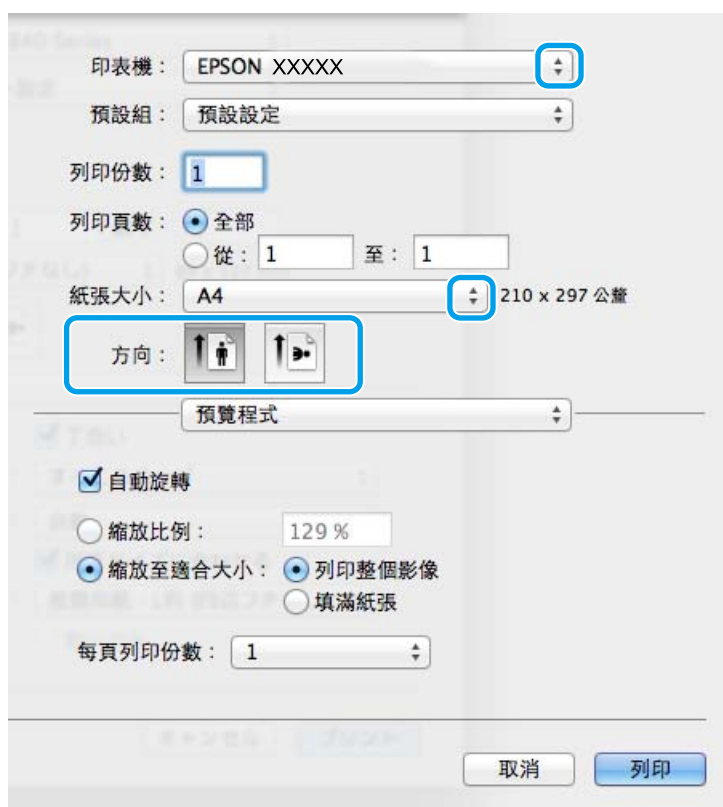 印表機： EPSON XXXXX
預設組： 預設設定
列印份數： 1
列印頁數： 全部
從： 1 至： 1
紙張大小： A4 210 x 297 公釐
方向：
預覽程式
自動旋轉
縮放比例： 129 %
縮放至適合大小： 列印整個影像
填滿紙張
每頁列印份數： 1
取消 列印